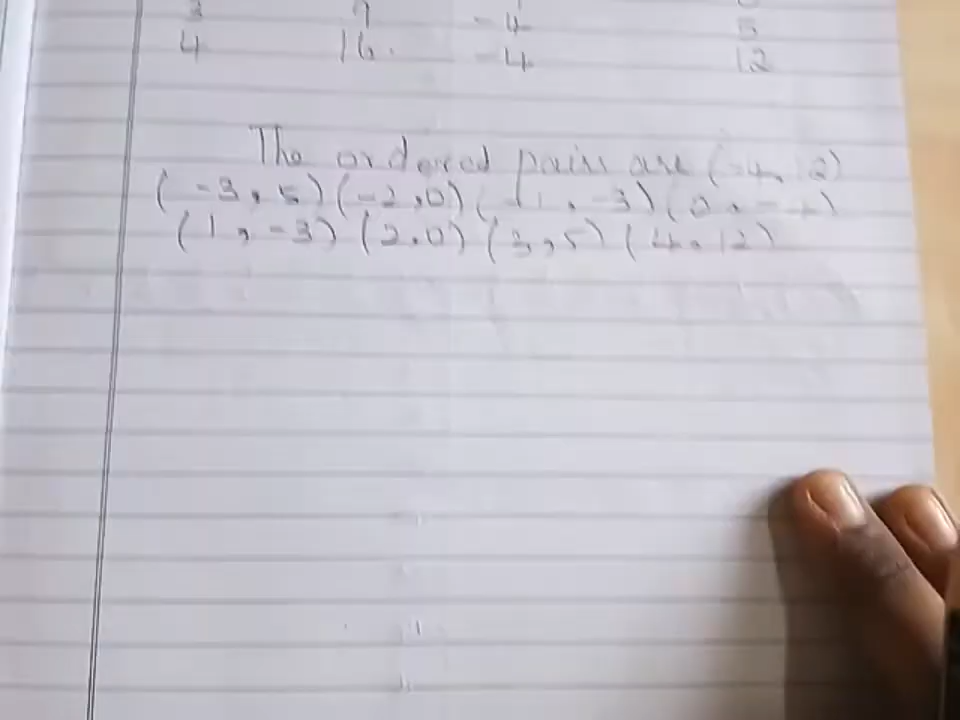 3 9 -4 5
4 16 -4 12
The ordered pairs are (-4, 12)
(-3, 5) (-2, 0) (-1, -3) (0, -4)
(1, -3) (2, 0) (3, 5) (4, 12)